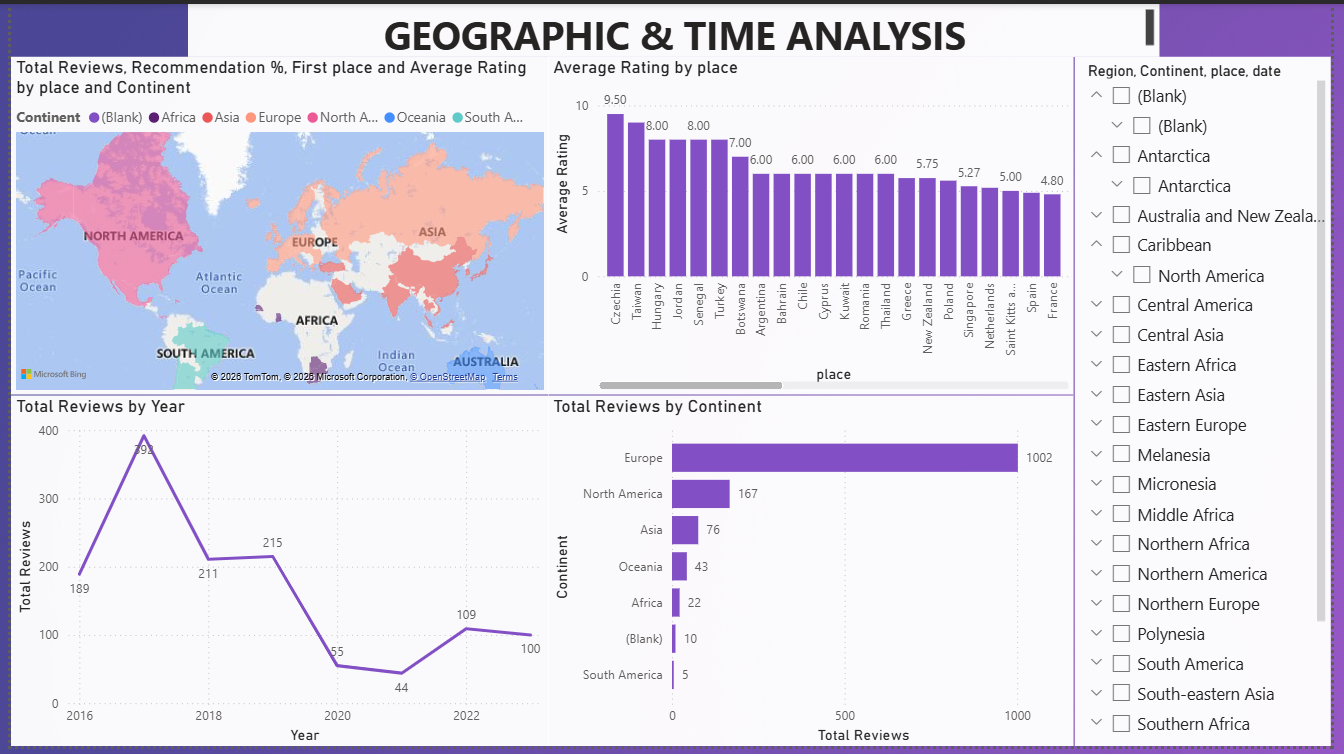 GEOGRAPHIC & TIME ANALYSIS
Total Reviews, Recommendation %, First place and Average Rating
by place and Continent
Continent (Blank) Africa Asia Europe North A... Oceania South A...
Ocean
NORTH AMERICA
EUROPE
ASIA
Pacific
Ocean
Atlantic
Ocean
AFRICA
SOUTH AMERICA
Indian
Ocean
AUSTRALIA
Microsoft Bing
© 2026 TomTom, © 2026 Microsoft Corporation, © OpenStreetMap Terms
Average Rating by place
Average Rating
10
5
0
9.50
8.00
8.00
7.00
6.00
6.00
6.00
6.00
5.75
5.27
5.00
4.80
Czechia
Taiwan
Hungary
Jordan
Senegal
Turkey
Botswana
Argentina
Bahrain
Chile
Cyprus
Kuwait
Romania
Thailand
Greece
New Zealand
Poland
Singapore
Netherlands
Saint Kitts a...
Spain
France
place
Total Reviews by Year
Total Reviews
400
300
200
100
0
189
392
211
215
55
44
109
100
2016
2018
2020
2022
Year
Total Reviews by Continent
Continent
Europe 1002
North America 167
Asia 76
Oceania 43
Africa 22
(Blank) 10
South America 5
0
500
1000
Total Reviews
Region, Continent, place, date
(Blank)
(Blank)
Antarctica
Antarctica
Australia and New Zeala...
Caribbean
North America
Central America
Central Asia
Eastern Africa
Eastern Asia
Eastern Europe
Melanesia
Micronesia
Middle Africa
Northern Africa
Northern America
Northern Europe
Polynesia
South America
South-eastern Asia
Southern Africa